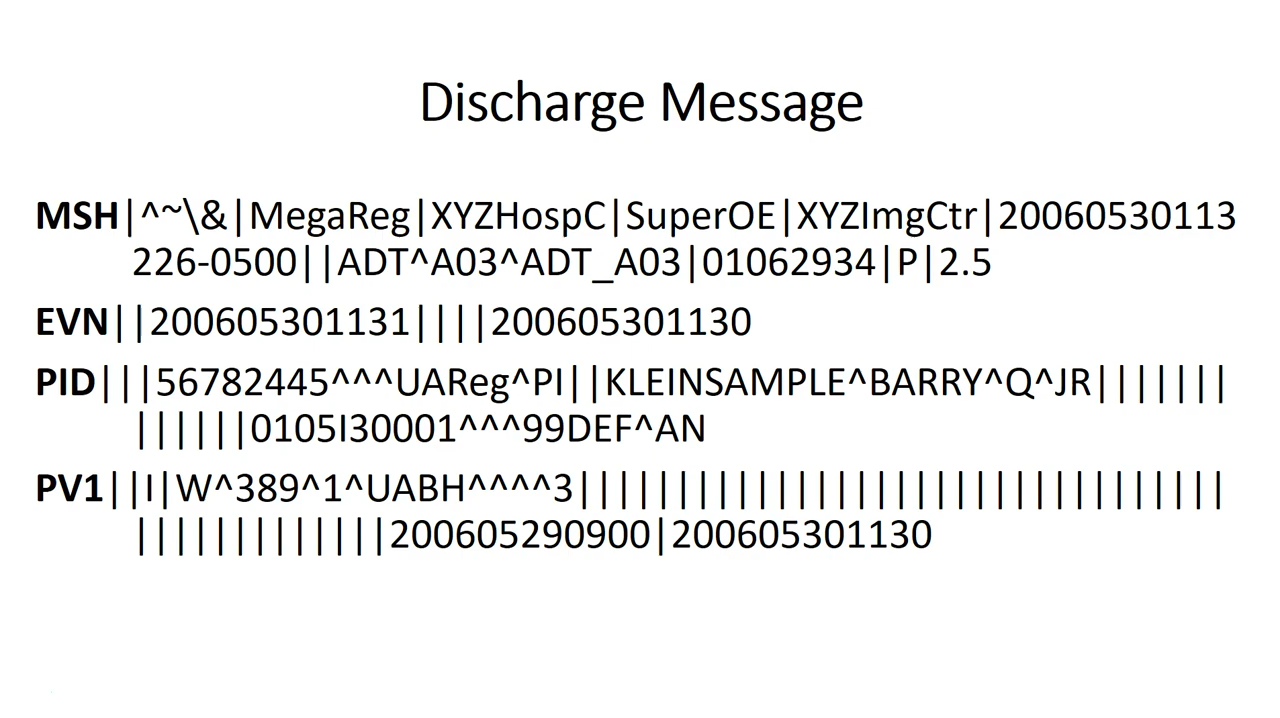 Discharge Message
MSH|^~\&|MegaReg|XYZHospC|SuperOE|XYZImgCtr|20060530113
226-0500||ADT^A03^ADT_A03|01062934|P|2.5
EVN||200605301131||||200605301130
PID|||56782445^^^UAReg^PI||KLEINSAMPLE^BARRY^Q^JR|||||||
||||||0105I30001^^^99DEF^AN
PV1||I|W^389^1^UABH^^^^3|||||||||||||||||||||||||||||||||
|||||||||||||200605290900|200605301130